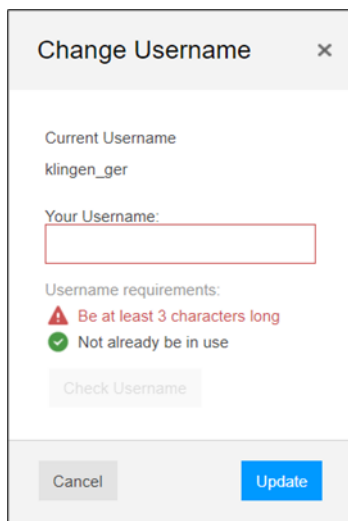 Change Username
Current Username
klingen_ger
Your Username:
Username requirements:
Be at least 3 characters long
Not already be in use
Check Username
Cancel
Update